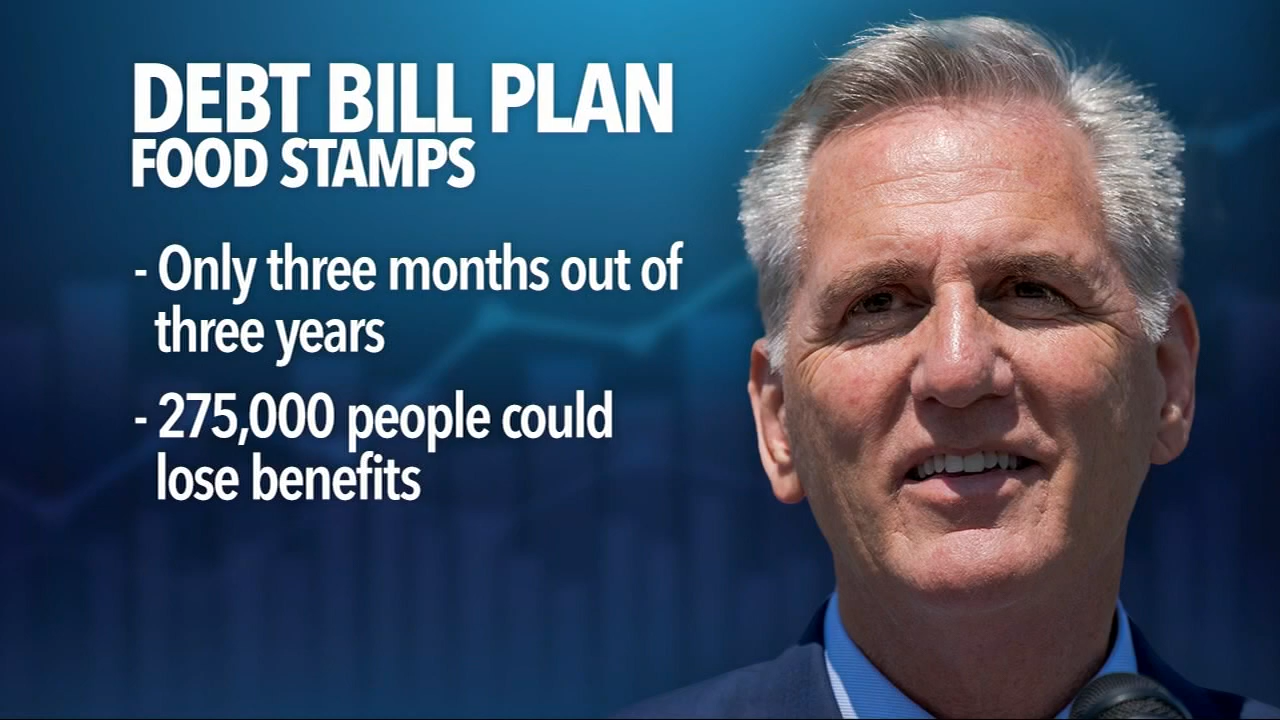 DEBT BILL PLAN
FOOD STAMPS
- Only three months out of
three years
- 275,000 people could
lose benefits